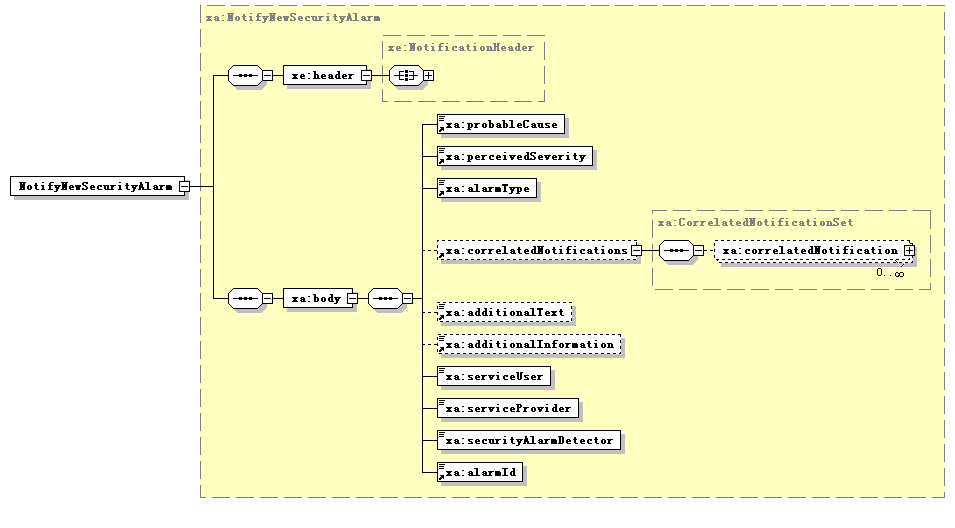 xa:NotifyNewSecurityAlarm
xe:NotificationHeader
xe:header
xa:probableCause
xa:perceivedSeverity
xa:alarmType
NotifyNewSecurityAlarm
xa:CorrelatedNotificationSet
xa:correlatedNotifications
xa:correlatedNotification
0..∞
xa:body
xa:additionalText
xa:additionalInformation
xa:serviceUser
xa:serviceProvider
xa:securityAlarmDetector
xa:alarmId